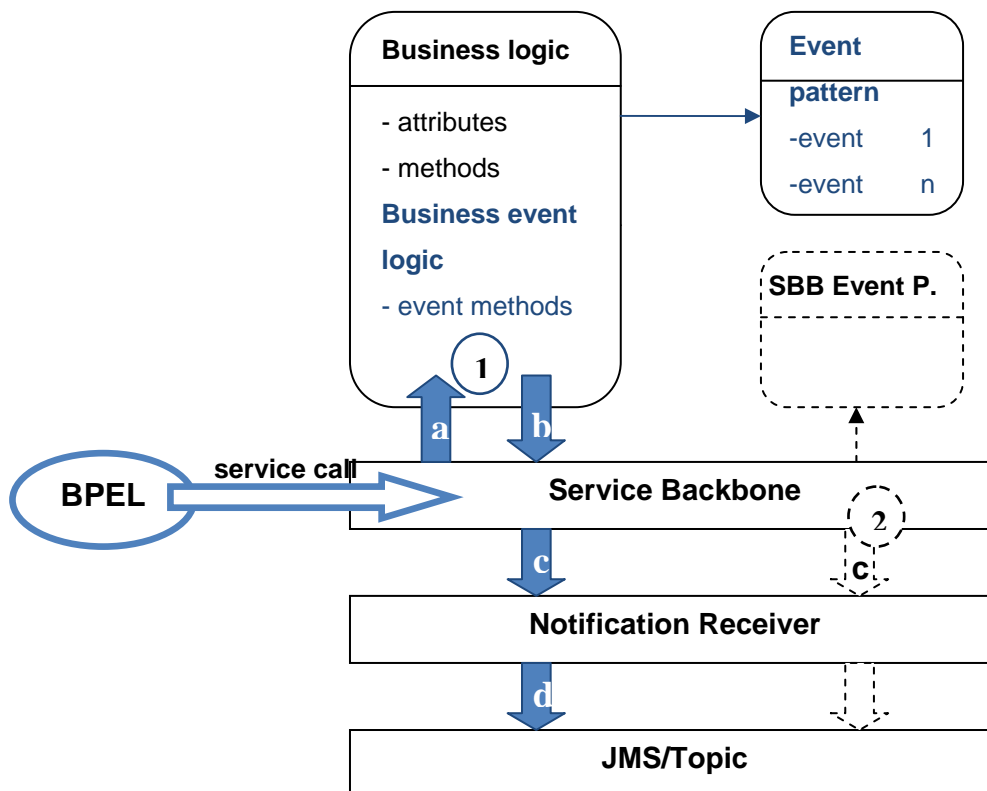 Business logic
- attributes
- methods
Business event
logic
- event methods
1
Event
pattern
-event 1
-event n
SBB Event P.
a
b
service call
BPEL
Service Backbone
2
c
c
Notification Receiver
d
JMS/Topic